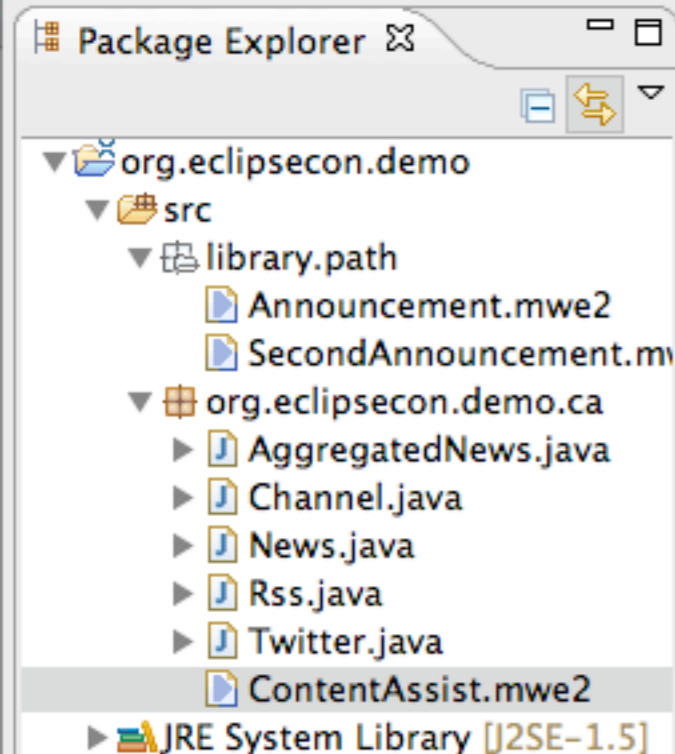 Package Explorer
org.eclipsecon.demo
src
library.path
Announcement.mwe2
SecondAnnouncement.m
org.eclipsecon.demo.ca
AggregatedNews.java
Channel.java
News.java
Rss.java
Twitter.java
ContentAssist.mwe2
JRE System Library [J2SE-1.5]